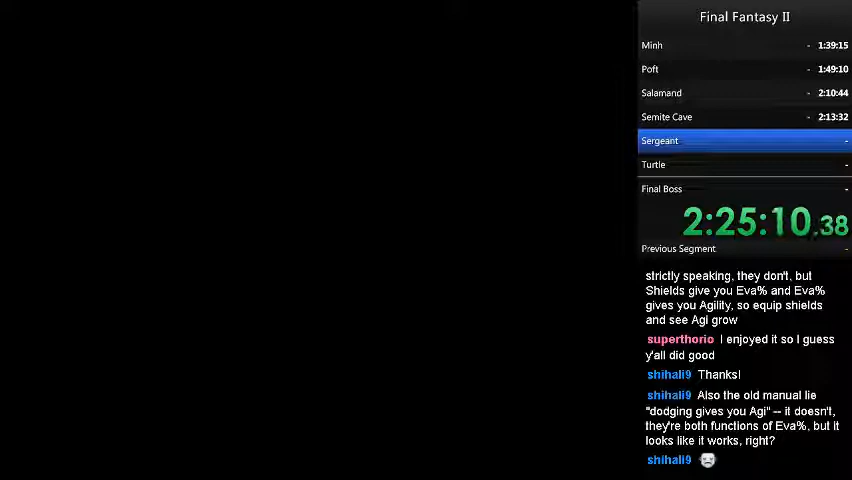 Final Fantasy II
Minh - 1:39:15
Poft - 1:49:10
Salamand - 2:10:44
Semite Cave - 2:13:32
Sergeant -
Turtle -
Final Boss -
2:25:10.38
Previous Segment -
strictly speaking, they don't, but
Shields give you Eva% and Eva%
gives you Agility, so equip shields
and see Agi grow
superthorio I enjoyed it so I guess
y'all did good
shihali9 Thanks!
shihali9 Also the old manual lie
"dodging gives you Agi" -- it doesn't,
they're both functions of Eva%, but it
looks like it works, right?
shihali9